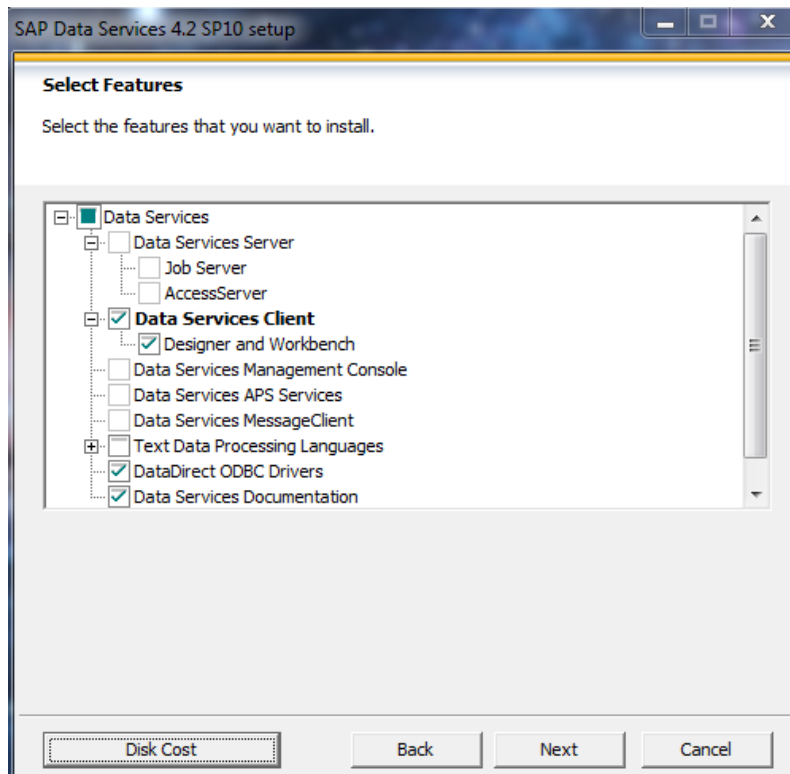 SAP Data Services 4.2 SP10 setup
Select Features
Select the features that you want to install.
Data Services
Data Services Server
Job Server
AccessServer
Data Services Client
Designer and Workbench
Data Services Management Console
Data Services APS Services
Data Services MessageClient
Text Data Processing Languages
DataDirect ODBC Drivers
Data Services Documentation
Disk Cost Back Next Cancel